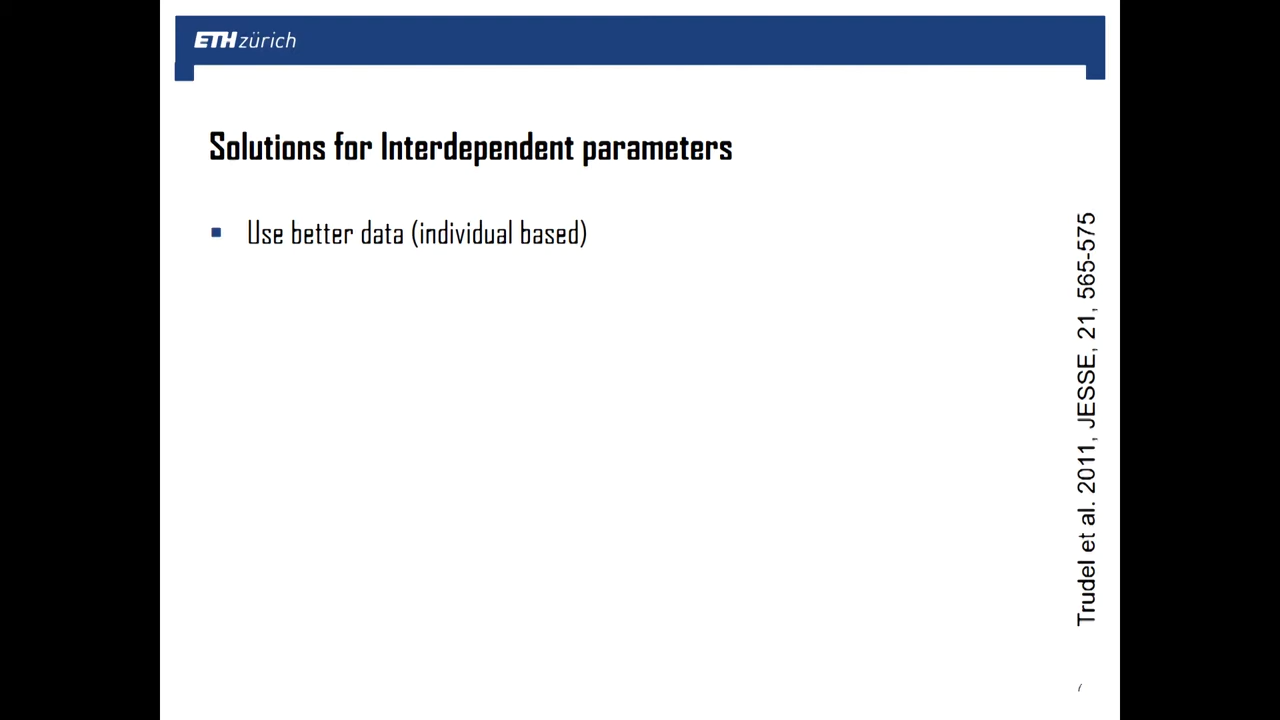 ETH zürich
Solutions for Interdependent parameters
Use better data (individual based)
Trudel et al. 2011, JESSE, 21, 565-575
7